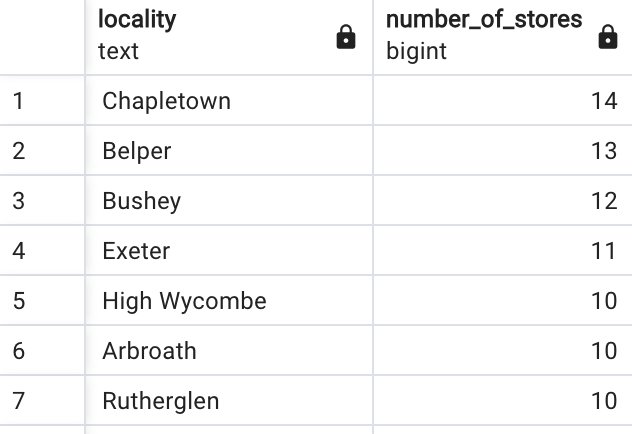 locality number_of_stores
text bigint
1 Chapletown 14
2 Belper 13
3 Bushey 12
4 Exeter 11
5 High Wycombe 10
6 Arbroath 10
7 Rutherglen 10